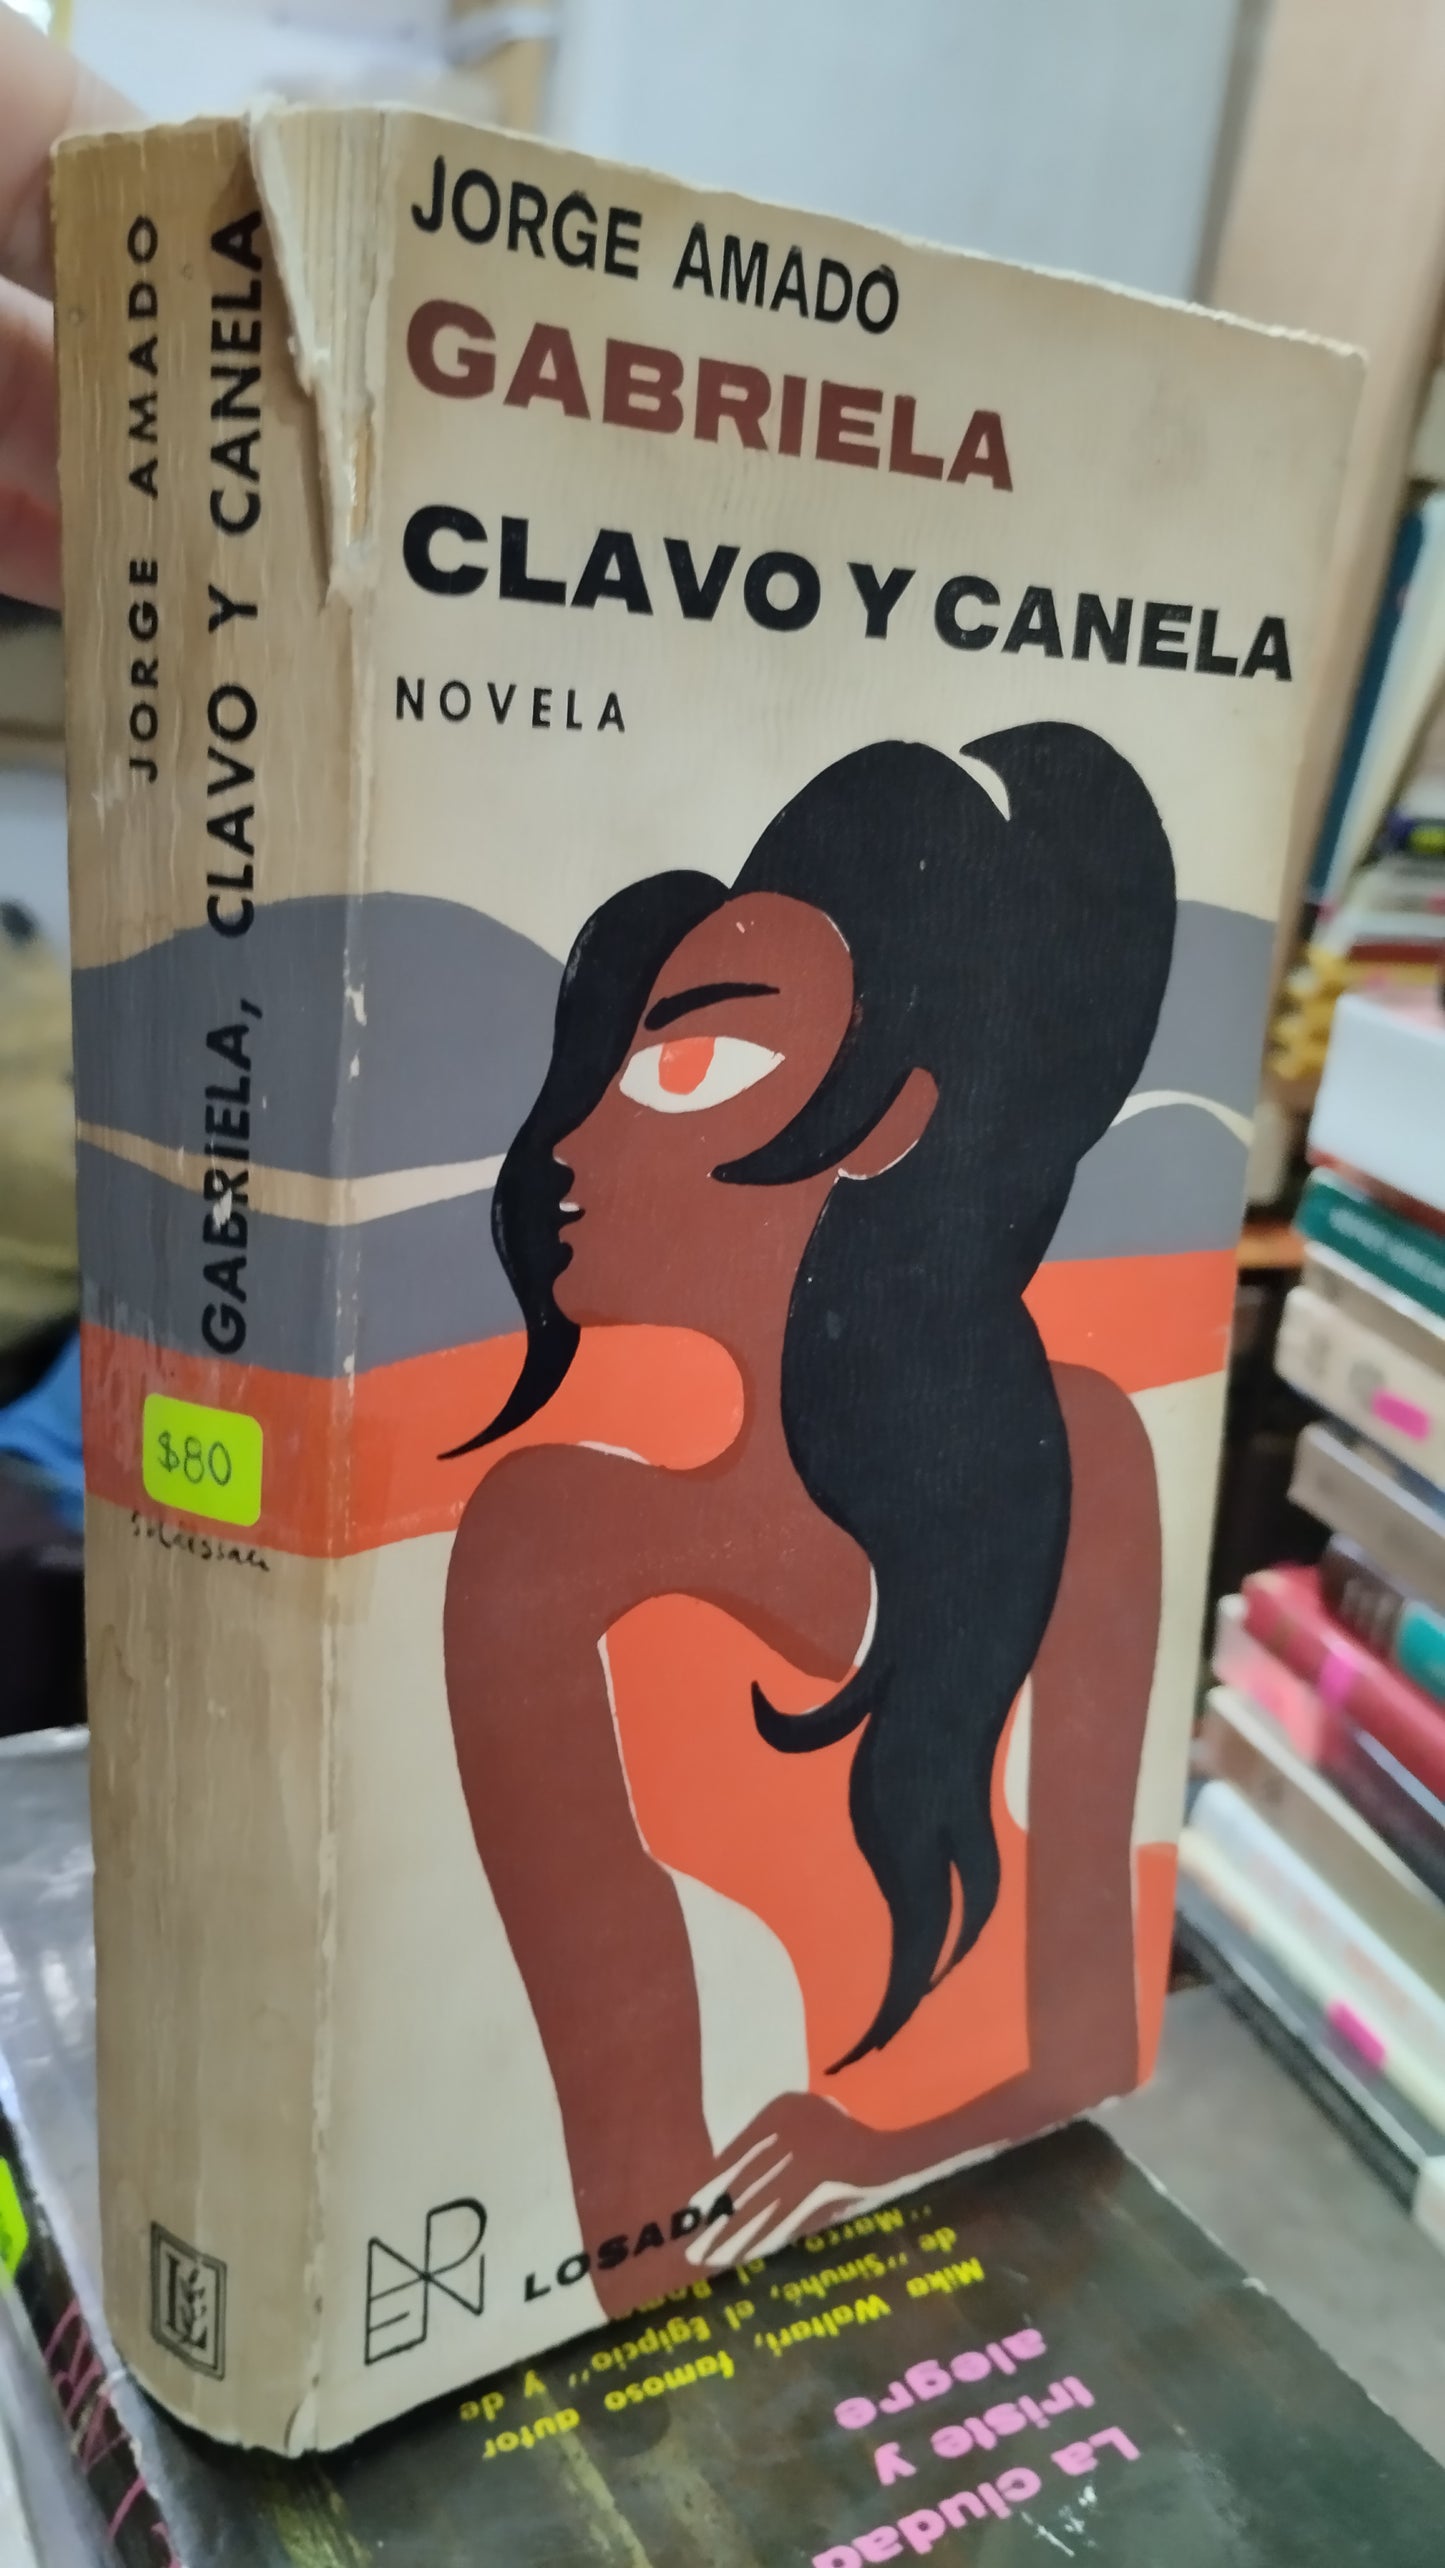 JORGE AMADO
GABRIELA
CLAVO Y CANELA
NOVELA
LOSADA
JORGE AMADO
GABRIELA, CLAVO Y CANELA
$80
La ciudad
triste y
alegre
Mika Waltari, famoso autor
de "Sinuhé, el Egipcio" y de
"Marco, el